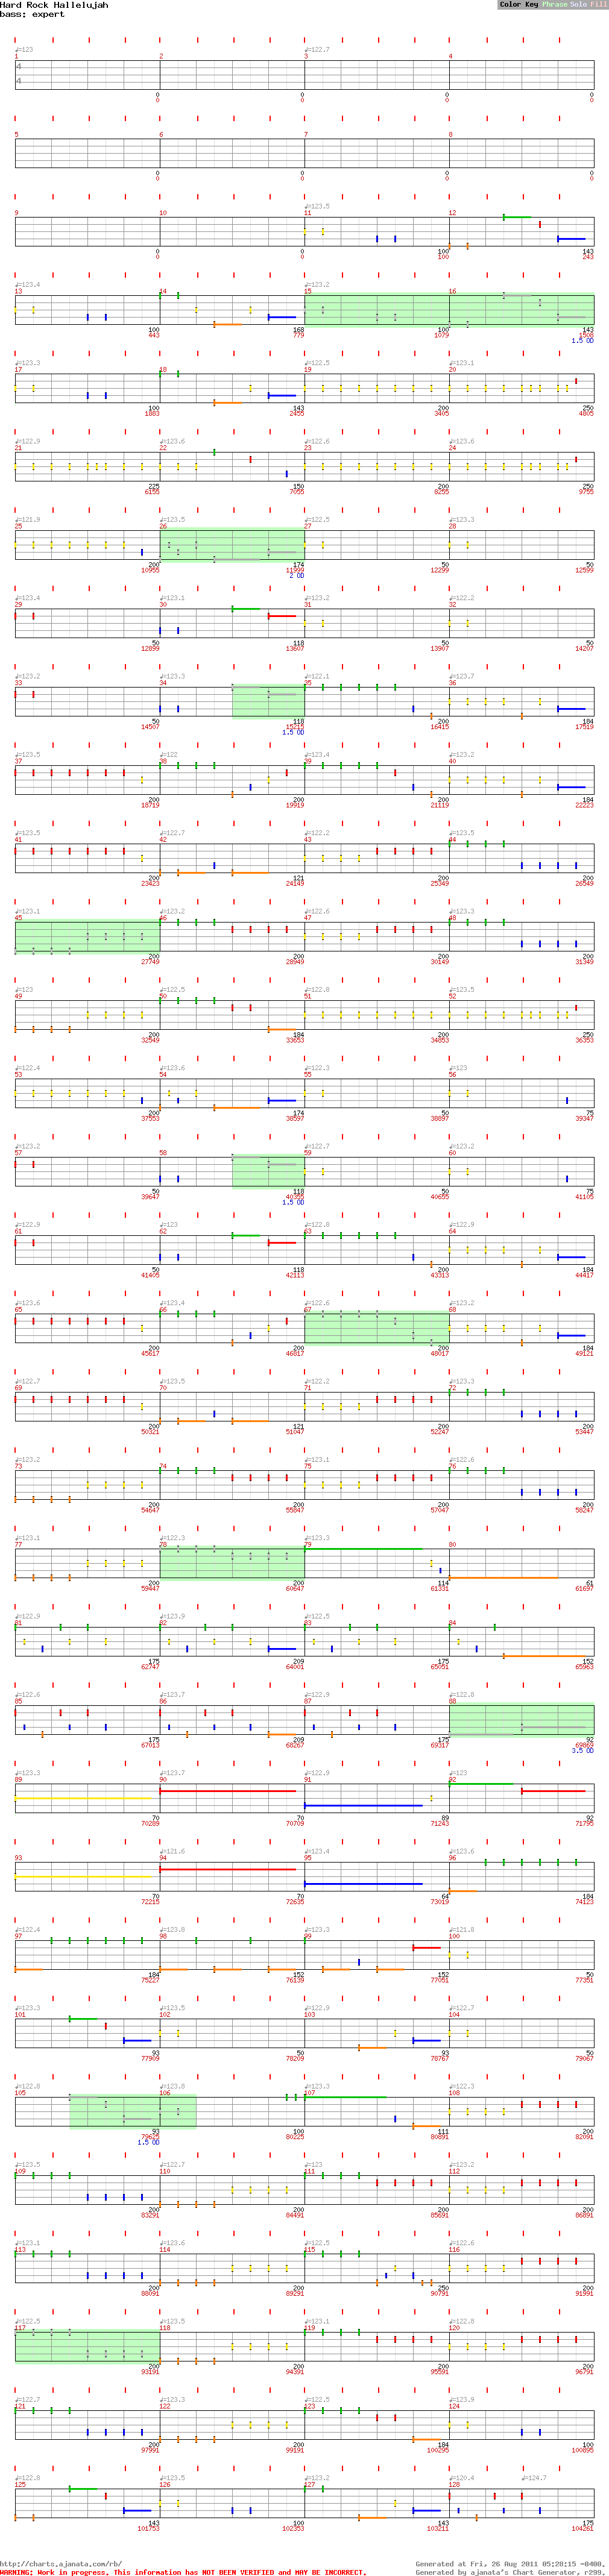 Hard Rock Hallelujah
Color Key Phrase Solo Fill
bass: expert
♩=123 ♩=122.7
1 2 3 4
4
4
0 0 0 0
0 0 0 0
5 6 7 8
0 0 0 0
0 0 0 0
♩=123.5
9 10 11 12
0 0 100 143
0 0 100 243
♩=123.4 ♩=123.2
13 14 15 16
100 168 100 143
443 779 1079 1508
1.5 OD
♩=123.3 ♩=122.5 ♩=123.1
17 18 19 20
100 143 200 250
1883 2455 3405 4805
♩=122.9 ♩=123.6 ♩=122.9 ♩=123.6
21 22 23 24
225 150 200 250
6155 7055 8255 9755
♩=121.9 ♩=123.5 ♩=122.5 ♩=123.3
25 26 27 28
200 174 50 50
10955 11999 12299 12599
2 OD
♩=123.4 ♩=123.1 ♩=123.2 ♩=122.2
29 30 31 32
50 118 50 50
12899 13607 13907 14207
♩=123.2 ♩=123.3 ♩=122.1 ♩=123.7
33 34 35 36
50 118 200 184
14507 15215 16415 17519
1.5 OD
♩=123.5 ♩=122 ♩=123.4 ♩=123.2
37 38 39 40
200 200 200 184
18719 19919 21119 22223
♩=123.5 ♩=122.7 ♩=122.2 ♩=123.5
41 42 43 44
200 121 200 200
23423 24149 25349 26549
♩=123.1 ♩=123.2 ♩=122.6 ♩=123.3
45 46 47 48
200 200 200 200
27749 28949 30149 31349
♩=123 ♩=122.5 ♩=122.8 ♩=123.5
49 50 51 52
200 184 200 250
32549 33653 34853 36353
♩=122.4 ♩=123.6 ♩=122.3 ♩=123
53 54 55 56
200 174 50 75
37553 38597 38897 39347
♩=123.2 ♩=122.7
57 58 59 60
50 118 50 75
39647 40355 40655 41105
1.5 OD
♩=122.9 ♩=123 ♩=122.8 ♩=122.9
61 62 63 64
50 118 200 184
41405 42113 43313 44417
♩=123.6 ♩=123.4 ♩=122.6 ♩=123.2
65 66 67 68
200 200 200 184
45617 46817 48017 49121
♩=122.7 ♩=123.5 ♩=122.2 ♩=123.3
69 70 71 72
200 121 200 200
50321 51047 52247 53447
♩=123.2 ♩=123.1 ♩=122.6
73 74 75 76
200 200 200 200
54647 55847 57047 58247
♩=123.1 ♩=122.3 ♩=123.3
77 78 79 80
200 200 114 61
59447 60647 61331 61697
♩=122.9 ♩=123.9 ♩=122.5
81 82 83 84
175 209 175 152
62747 64001 65051 65963
♩=122.6 ♩=123.7 ♩=122.9 ♩=122.8
85 86 87 88
175 209 175 92
67013 68267 69317 69869
3.5 OD
♩=123.3 ♩=123.7 ♩=122.9 ♩=123
89 90 91 92
70 70 89 92
70289 70709 71243 71795
♩=121.6 ♩=123.4 ♩=123.6
93 94 95 96
70 70 64 184
72215 72635 73019 74123
♩=122.4 ♩=123.8 ♩=123.3 ♩=121.8
97 98 99 100
184 152 152 50
75227 76139 77051 77351
♩=123.3 ♩=123.5 ♩=122.9 ♩=122.7
101 102 103 104
93 50 93 50
77909 78209 78767 79067
♩=122.8 ♩=123.8 ♩=123 ♩=122.3
105 106 107 108
93 100 111 200
79625 80225 80891 82091
1.5 OD
♩=123.5 ♩=122.7 ♩=123 ♩=123.2
109 110 111 112
200 200 200 200
83291 84491 85691 86891
♩=123.1 ♩=123.6 ♩=122.5 ♩=122.6
113 114 115 116
200 200 250 200
88091 89291 90791 91991
♩=122.5 ♩=123.5 ♩=123.1 ♩=122.8
117 118 119 120
200 200 200 200
93191 94391 95591 96791
♩=122.7 ♩=123.3 ♩=122.5 ♩=123.9
121 122 123 124
200 200 184 100
97991 99191 100295 100895
♩=122.8 ♩=123.5 ♩=123.2 ♩=120.4 ♩=124.7
125 126 127 128
143 100 143 175
101753 102353 103211 104261
http://charts.ajanata.com/rb/ Generated at Fri, 26 Aug 2011 05:28:15 -0400.
WARNING: Work in progress. This information has NOT BEEN VERIFIED and MAY BE INCORRECT. Generated by ajanata's Chart Generator, r299.